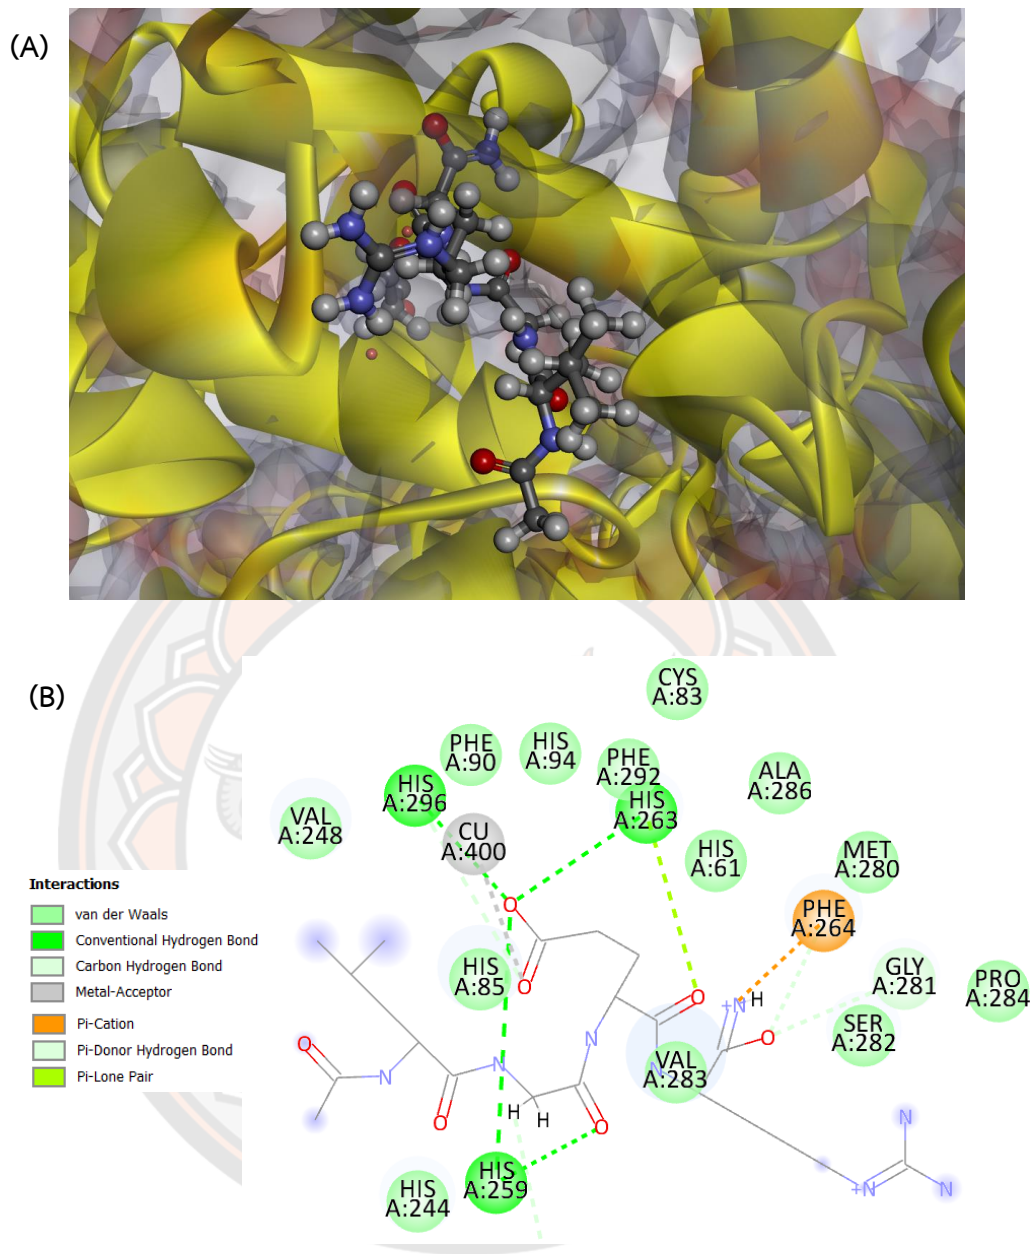 (A)
(B)
CYS
A:83
PHE
A:90
HIS
A:94
PHE
A:292
ALA
A:286
HIS
A:296
HIS
A:263
VAL
A:248
CU
A:400
HIS
A:61
MET
A:280
PHE
A:264
HIS
A:85
GLY
A:281
PRO
A:284
SER
A:282
VAL
A:283
HIS
A:259
HIS
A:244
Interactions
van der Waals
Conventional Hydrogen Bond
Carbon Hydrogen Bond
Metal-Acceptor
Pi-Cation
Pi-Donor Hydrogen Bond
Pi-Lone Pair
O
O
O
+N
H
O
N
N
N
O
N
O
H
H
O
N
+N
N